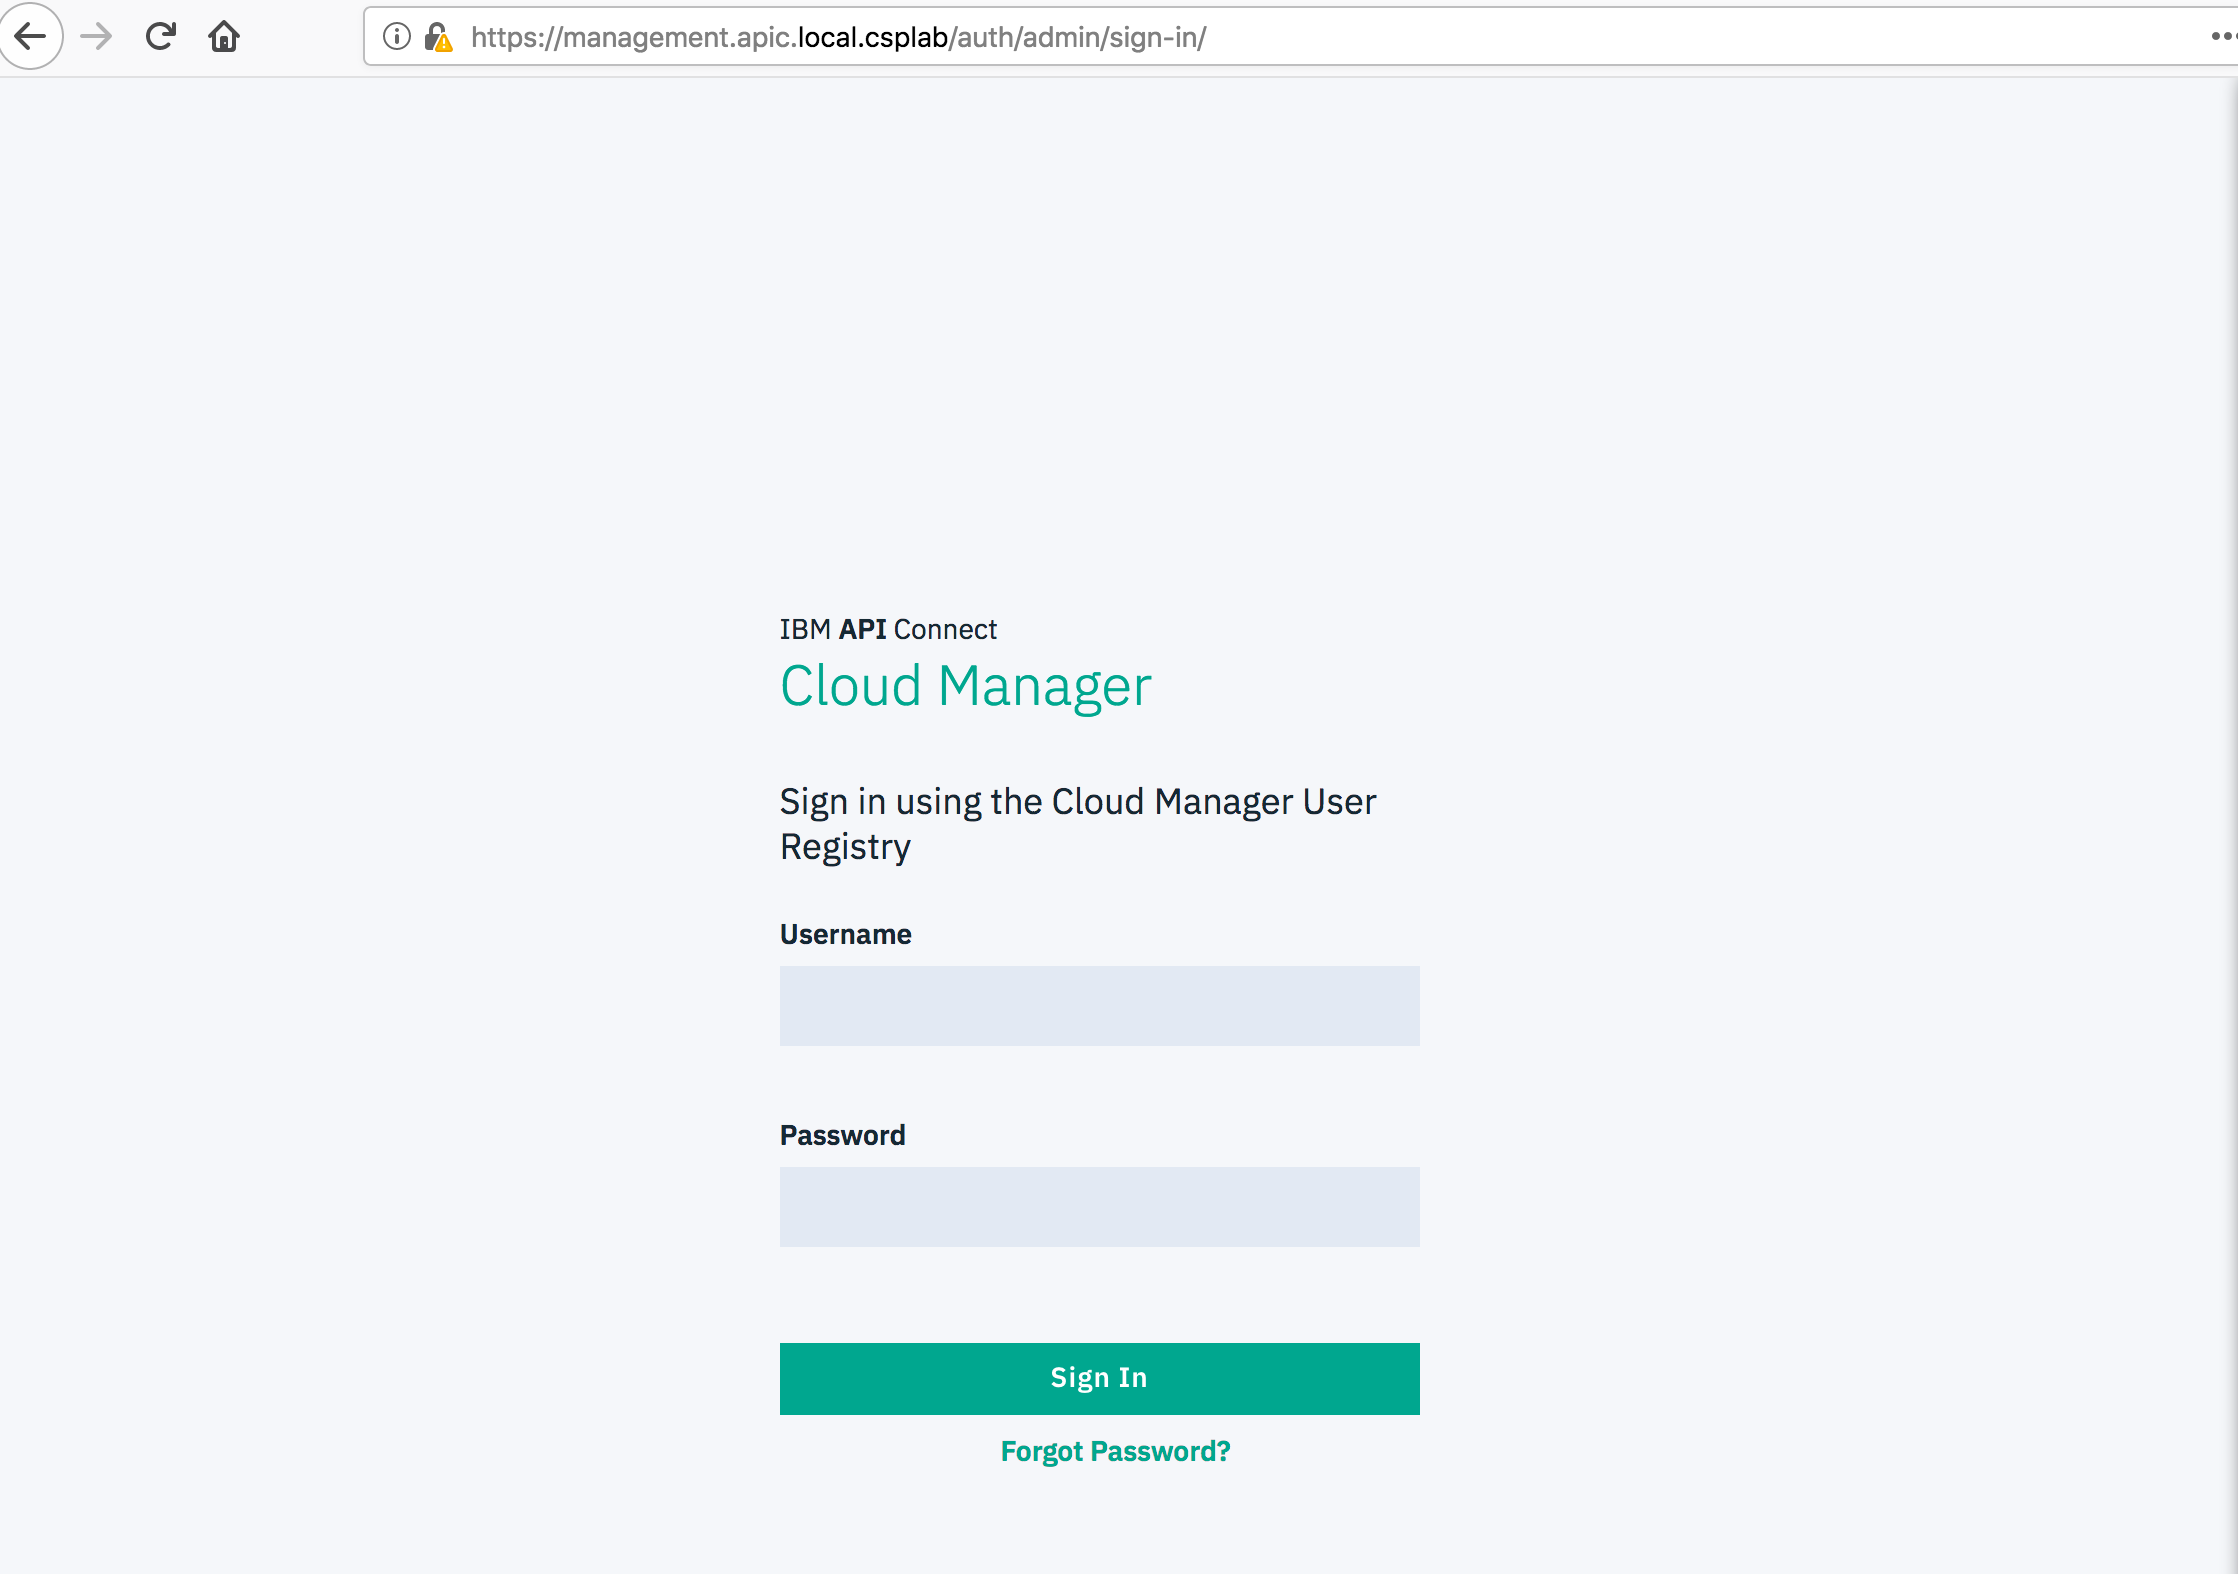 https://management.apic.local.csplab/auth/admin/sign-in/
IBM API Connect
Cloud Manager
Sign in using the Cloud Manager User
Registry
Username
Password
Sign In
Forgot Password?